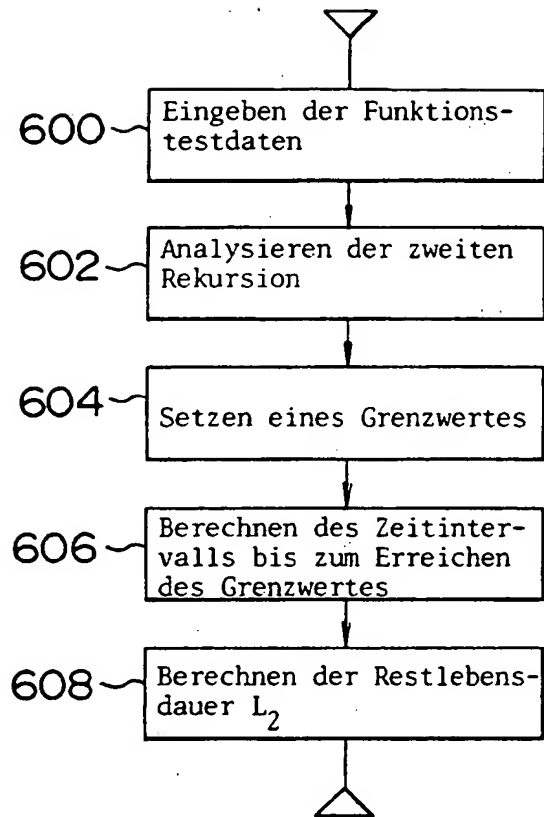 600
Eingeben der Funktions-
testdaten
602
Analysieren der zweiten
Rekursion
604
Setzen eines Grenzwertes
606
Berechnen des Zeitinter-
valls bis zum Erreichen
des Grenzwertes
608
Berechnen der Restlebens-
dauer L₂